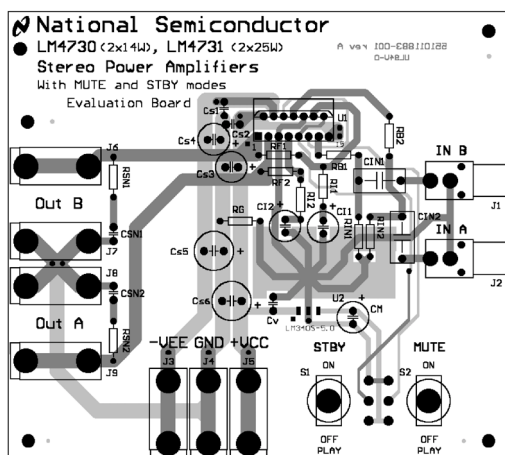 National Semiconductor
LM4730 (2x14W), LM4731 (2x25W)
Stereo Power Amplifiers
With MUTE and STBY modes
Evaluation Board
Cs1
Cs2
Cs4
Cs3
U1
1
RF1
RF2
RB1
RB2
CIN1
IN B
J1
J6
RSN1
Out B
CSN1
J7
J8
CSN2
Out A
RSN2
J9
RI2
RI1
CI2
CI1
RG
RIN1
RIN2
CIN2
IN A
J2
Cs5
Cs6
Cv
U2
CM
LM340S-5.0
-VEE GND +VCC
J3
J4
J5
STBY
MUTE
ON
ON
S1
S2
OFF
PLAY
OFF
PLAY